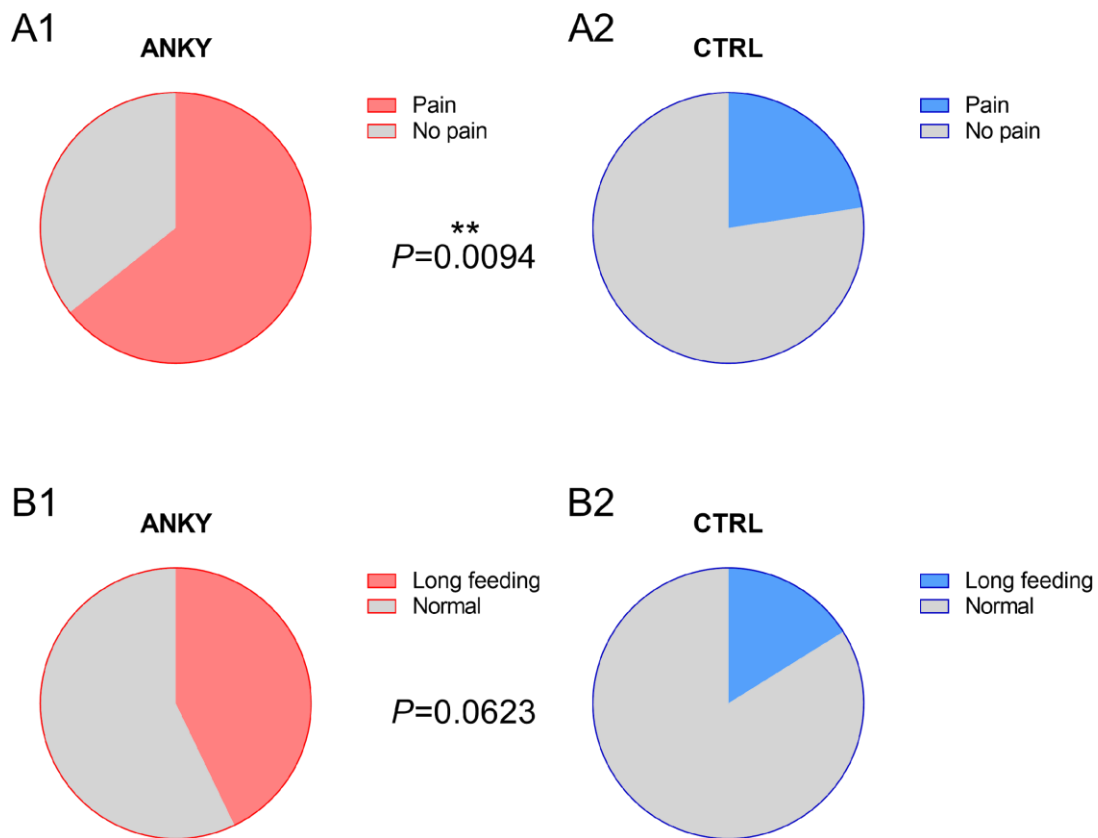 A1
ANKY
Pain
No pain
**
P=0.0094
A2
CTRL
Pain
No pain
B1
ANKY
Long feeding
Normal
P=0.0623
B2
CTRL
Long feeding
Normal